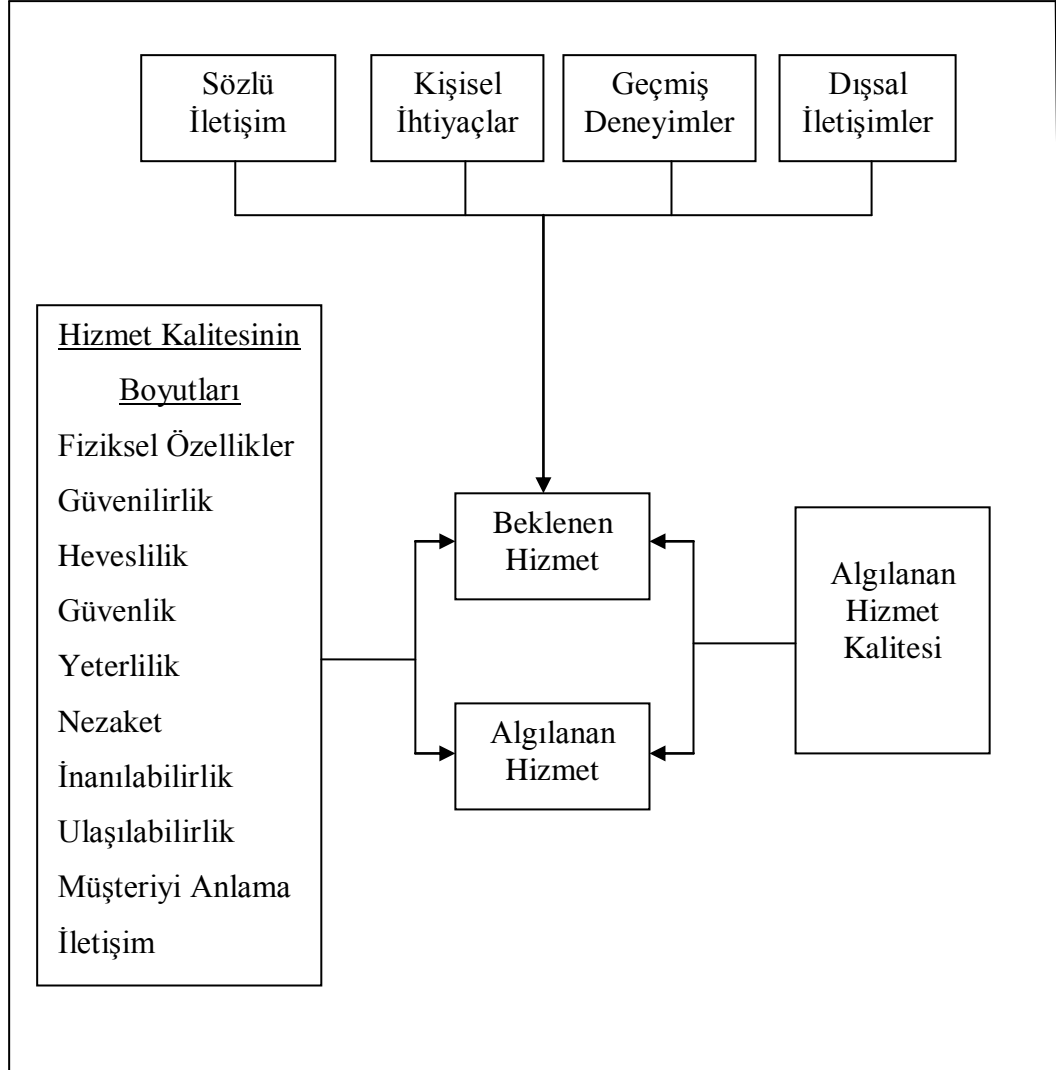 Sözlü
İletişim
Kişisel
İhtiyaçlar
Geçmiş
Deneyimler
Dışsal
İletişimler
Hizmet Kalitesinin
Boyutları
Fiziksel Özellikler
Güvenilirlik
Heveslilik
Güvenlik
Yeterlilik
Nezaket
İnanılabilirlik
Ulaşılabilirlik
Müşteriyi Anlama
İletişim
Beklenen
Hizmet
Algılanan
Hizmet
Algılanan
Hizmet
Kalitesi